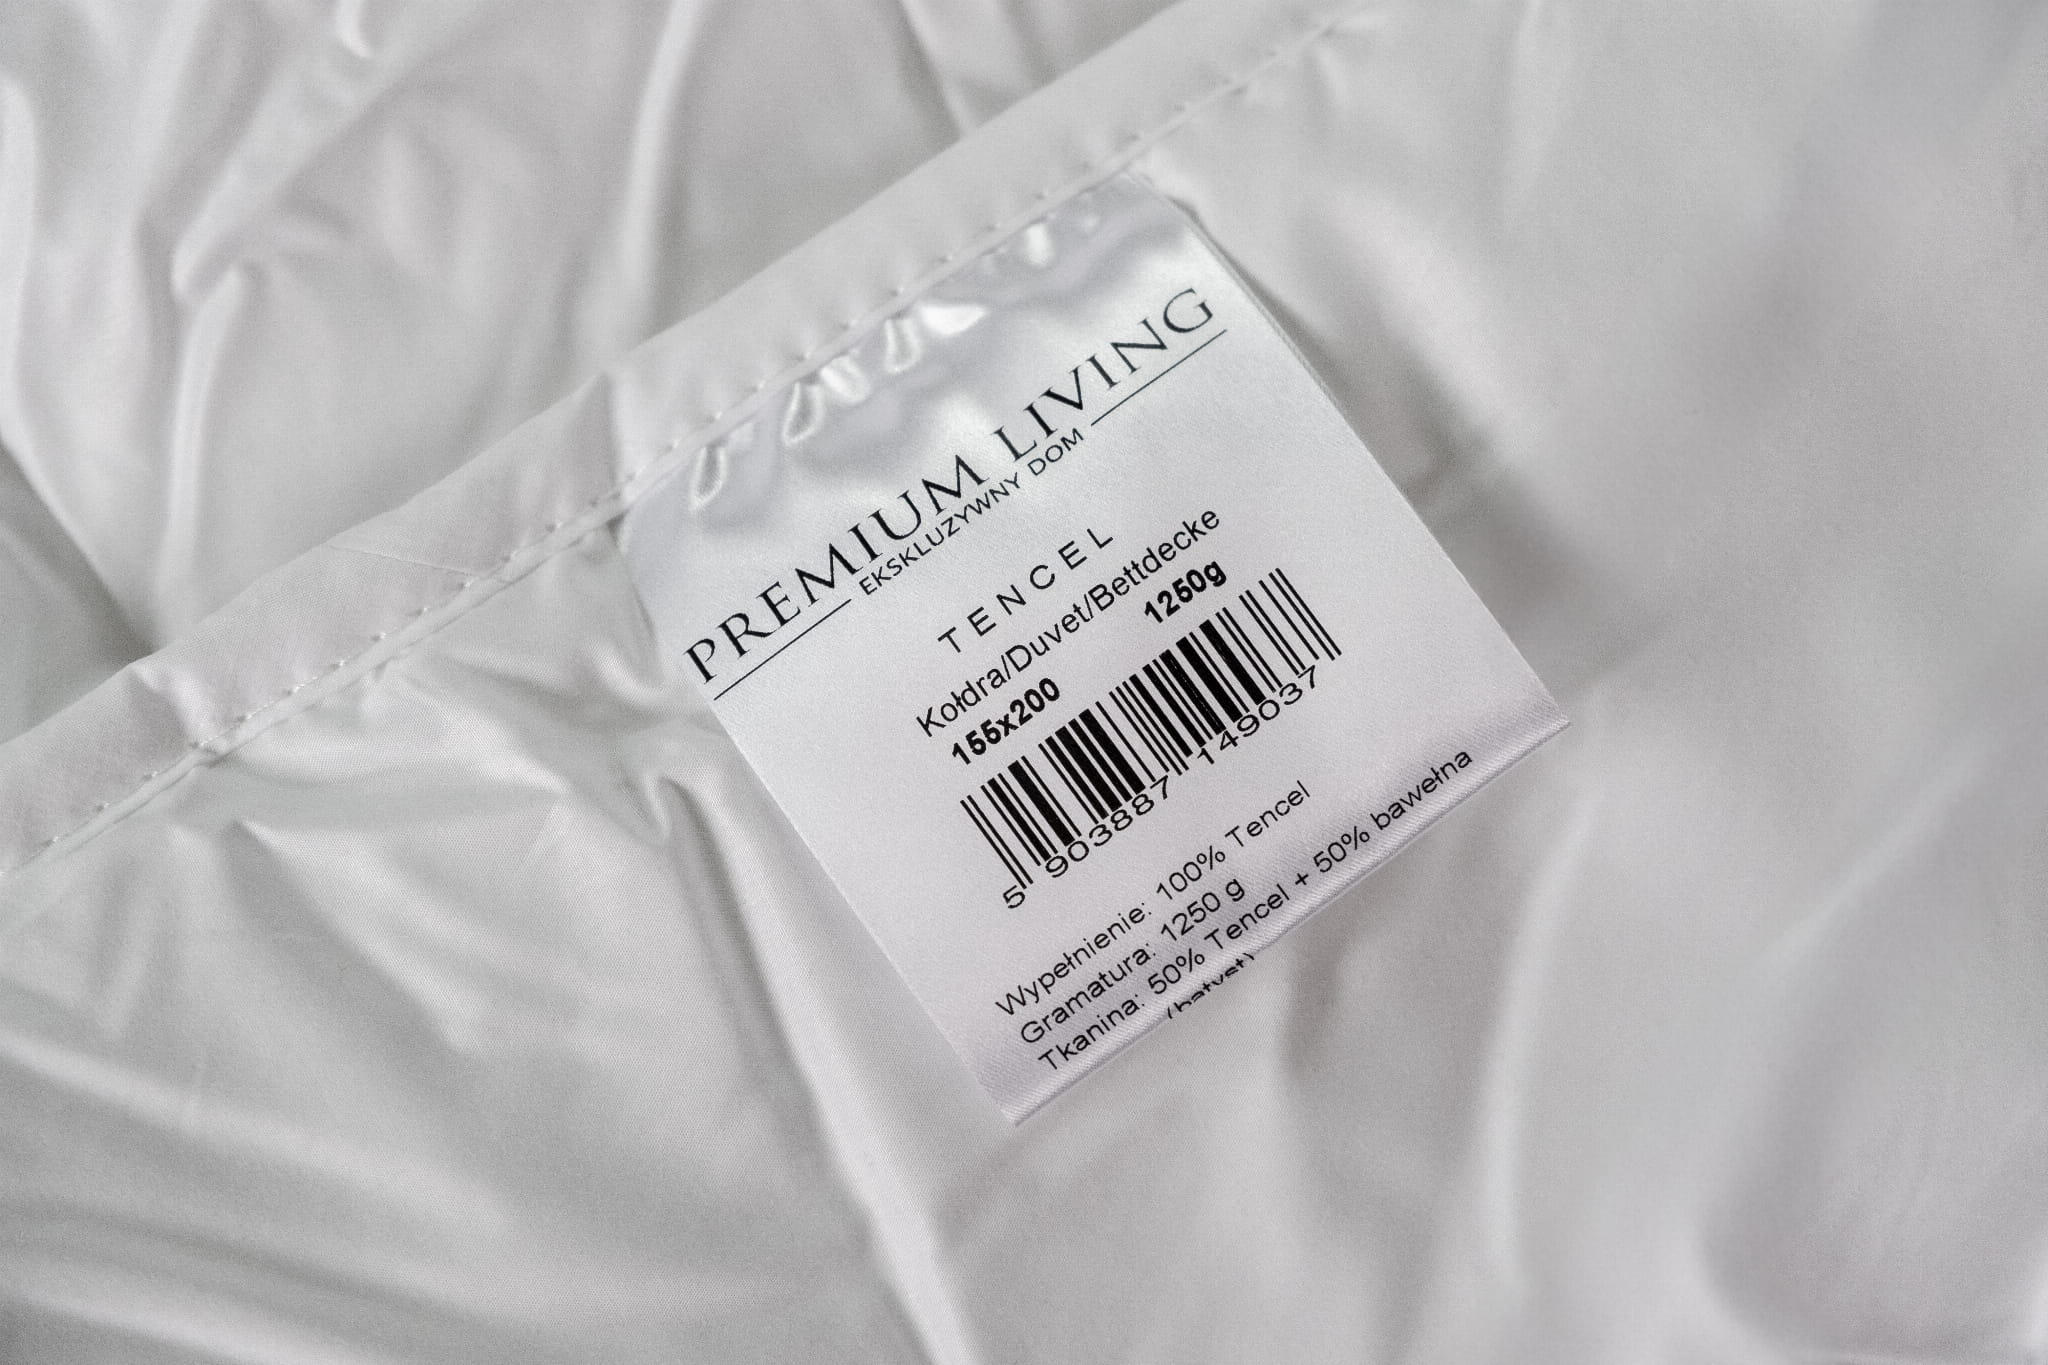 PREMIUM LIVING
EKSKLUZYWNY DOM
TENCEL
Kołdra/Duvet/Bettdecke
155x200 1250g
5 903887 149037
Wypełnienie: 100% Tencel
Gramatura: 1250 g
Tkanina: 50% Tencel + 50% bawełna
(batyst)